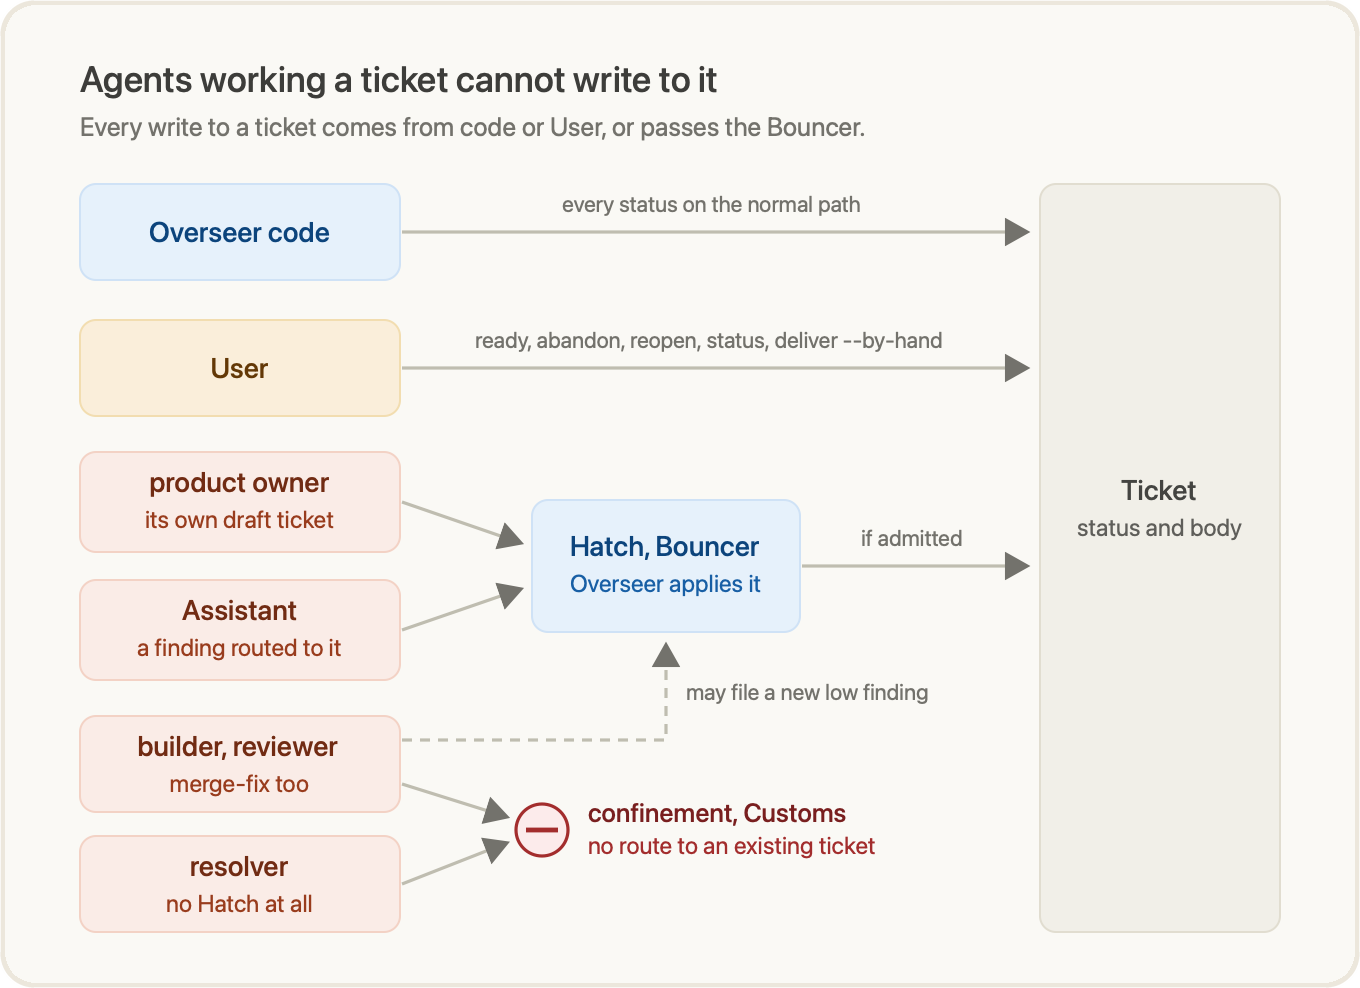 Agents working a ticket cannot write to it
Every write to a ticket comes from code or User, or passes the Bouncer.
Overseer code
every status on the normal path
User
ready, abandon, reopen, status, deliver --by-hand
product owner
its own draft ticket
Assistant
a finding routed to it
Hatch, Bouncer
Overseer applies it
if admitted
Ticket
status and body
may file a new low finding
builder, reviewer
merge-fix too
confinement, Customs
no route to an existing ticket
resolver
no Hatch at all